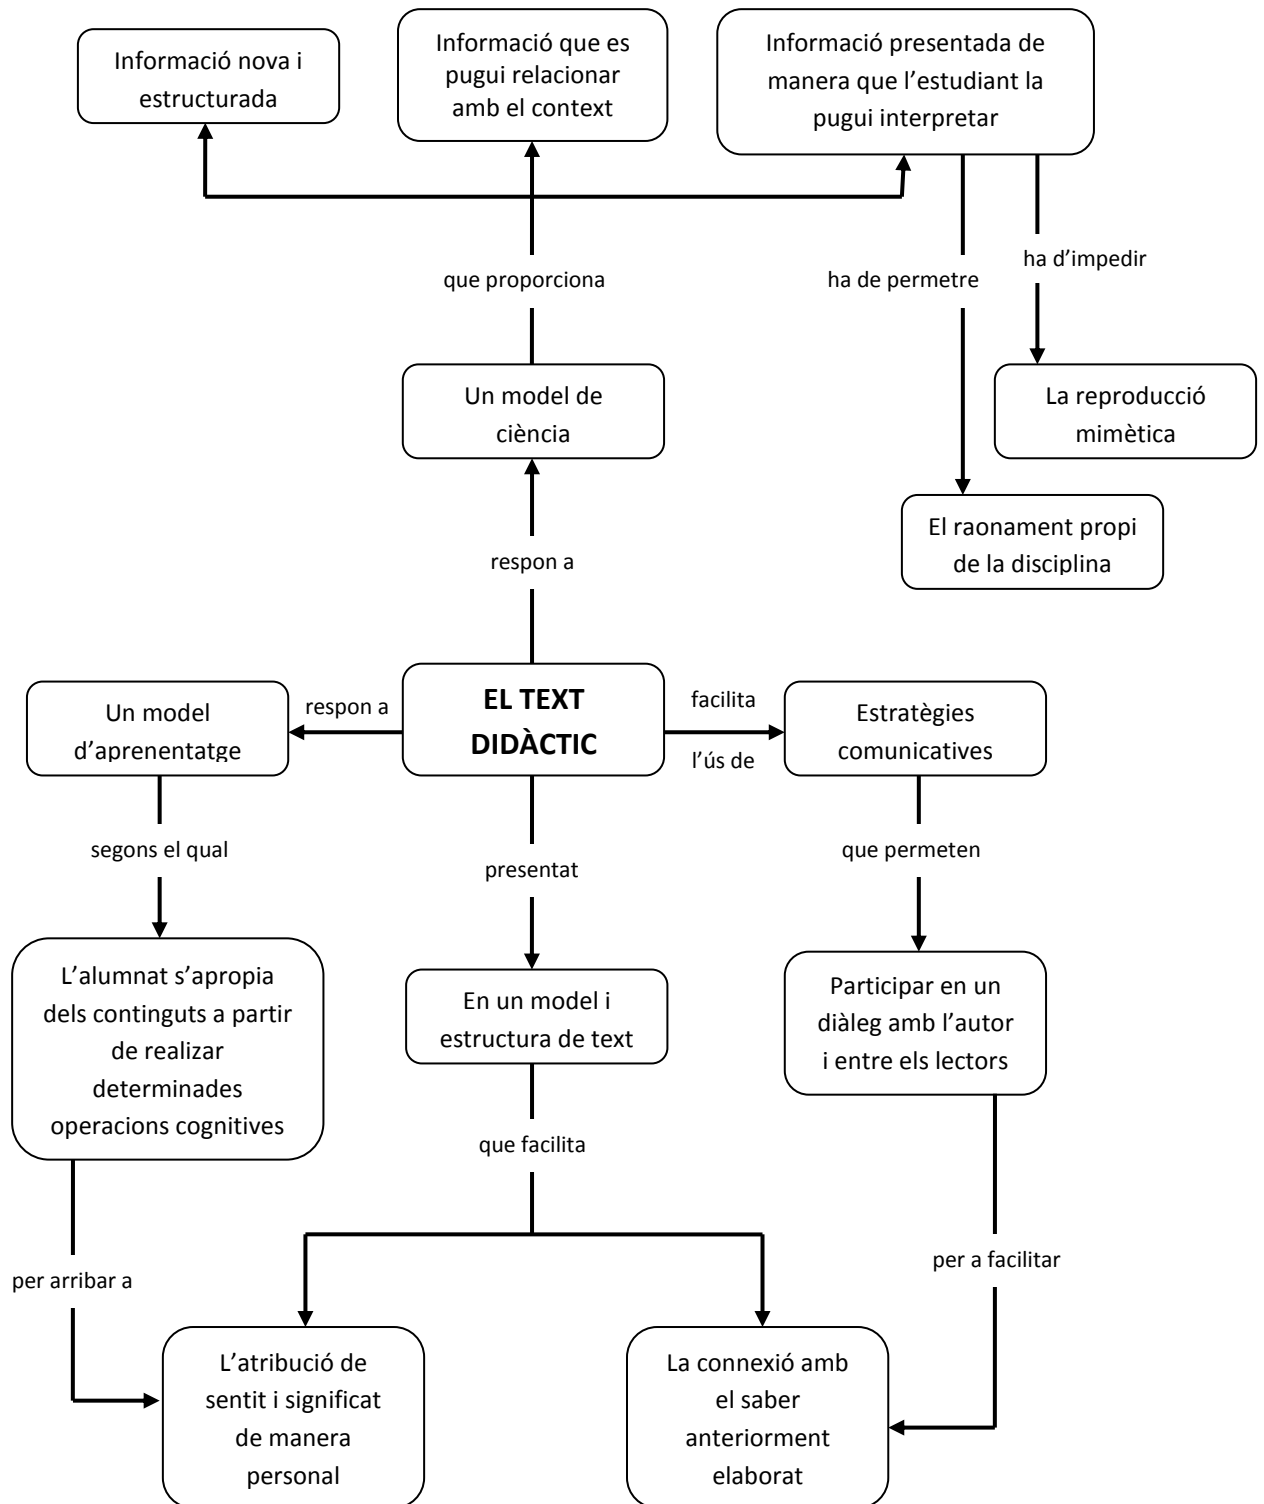 Informació nova i
estructurada
Informació que es
pugui relacionar
amb el context
Informació presentada de
manera que l’estudiant la
pugui interpretar
que proporciona
ha de permetre
ha d’impedir
Un model de
ciència
La reproducció
mimètica
El raonament propi
de la disciplina
respon a
Un model
d’aprenentatge
respon a
EL TEXT
DIDÀCTIC
facilita
l’ús de
Estratègies
comunicatives
segons el qual
presentat
que permeten
L’alumnat s’apropia
dels continguts a partir
de realizar
determinades
operacions cognitives
En un model i
estructura de text
Participar en un
diàleg amb l’autor
i entre els lectors
que facilita
per arribar a
per a facilitar
L’atribució de
sentit i significat
de manera
personal
La connexió amb
el saber
anteriorment
elaborat